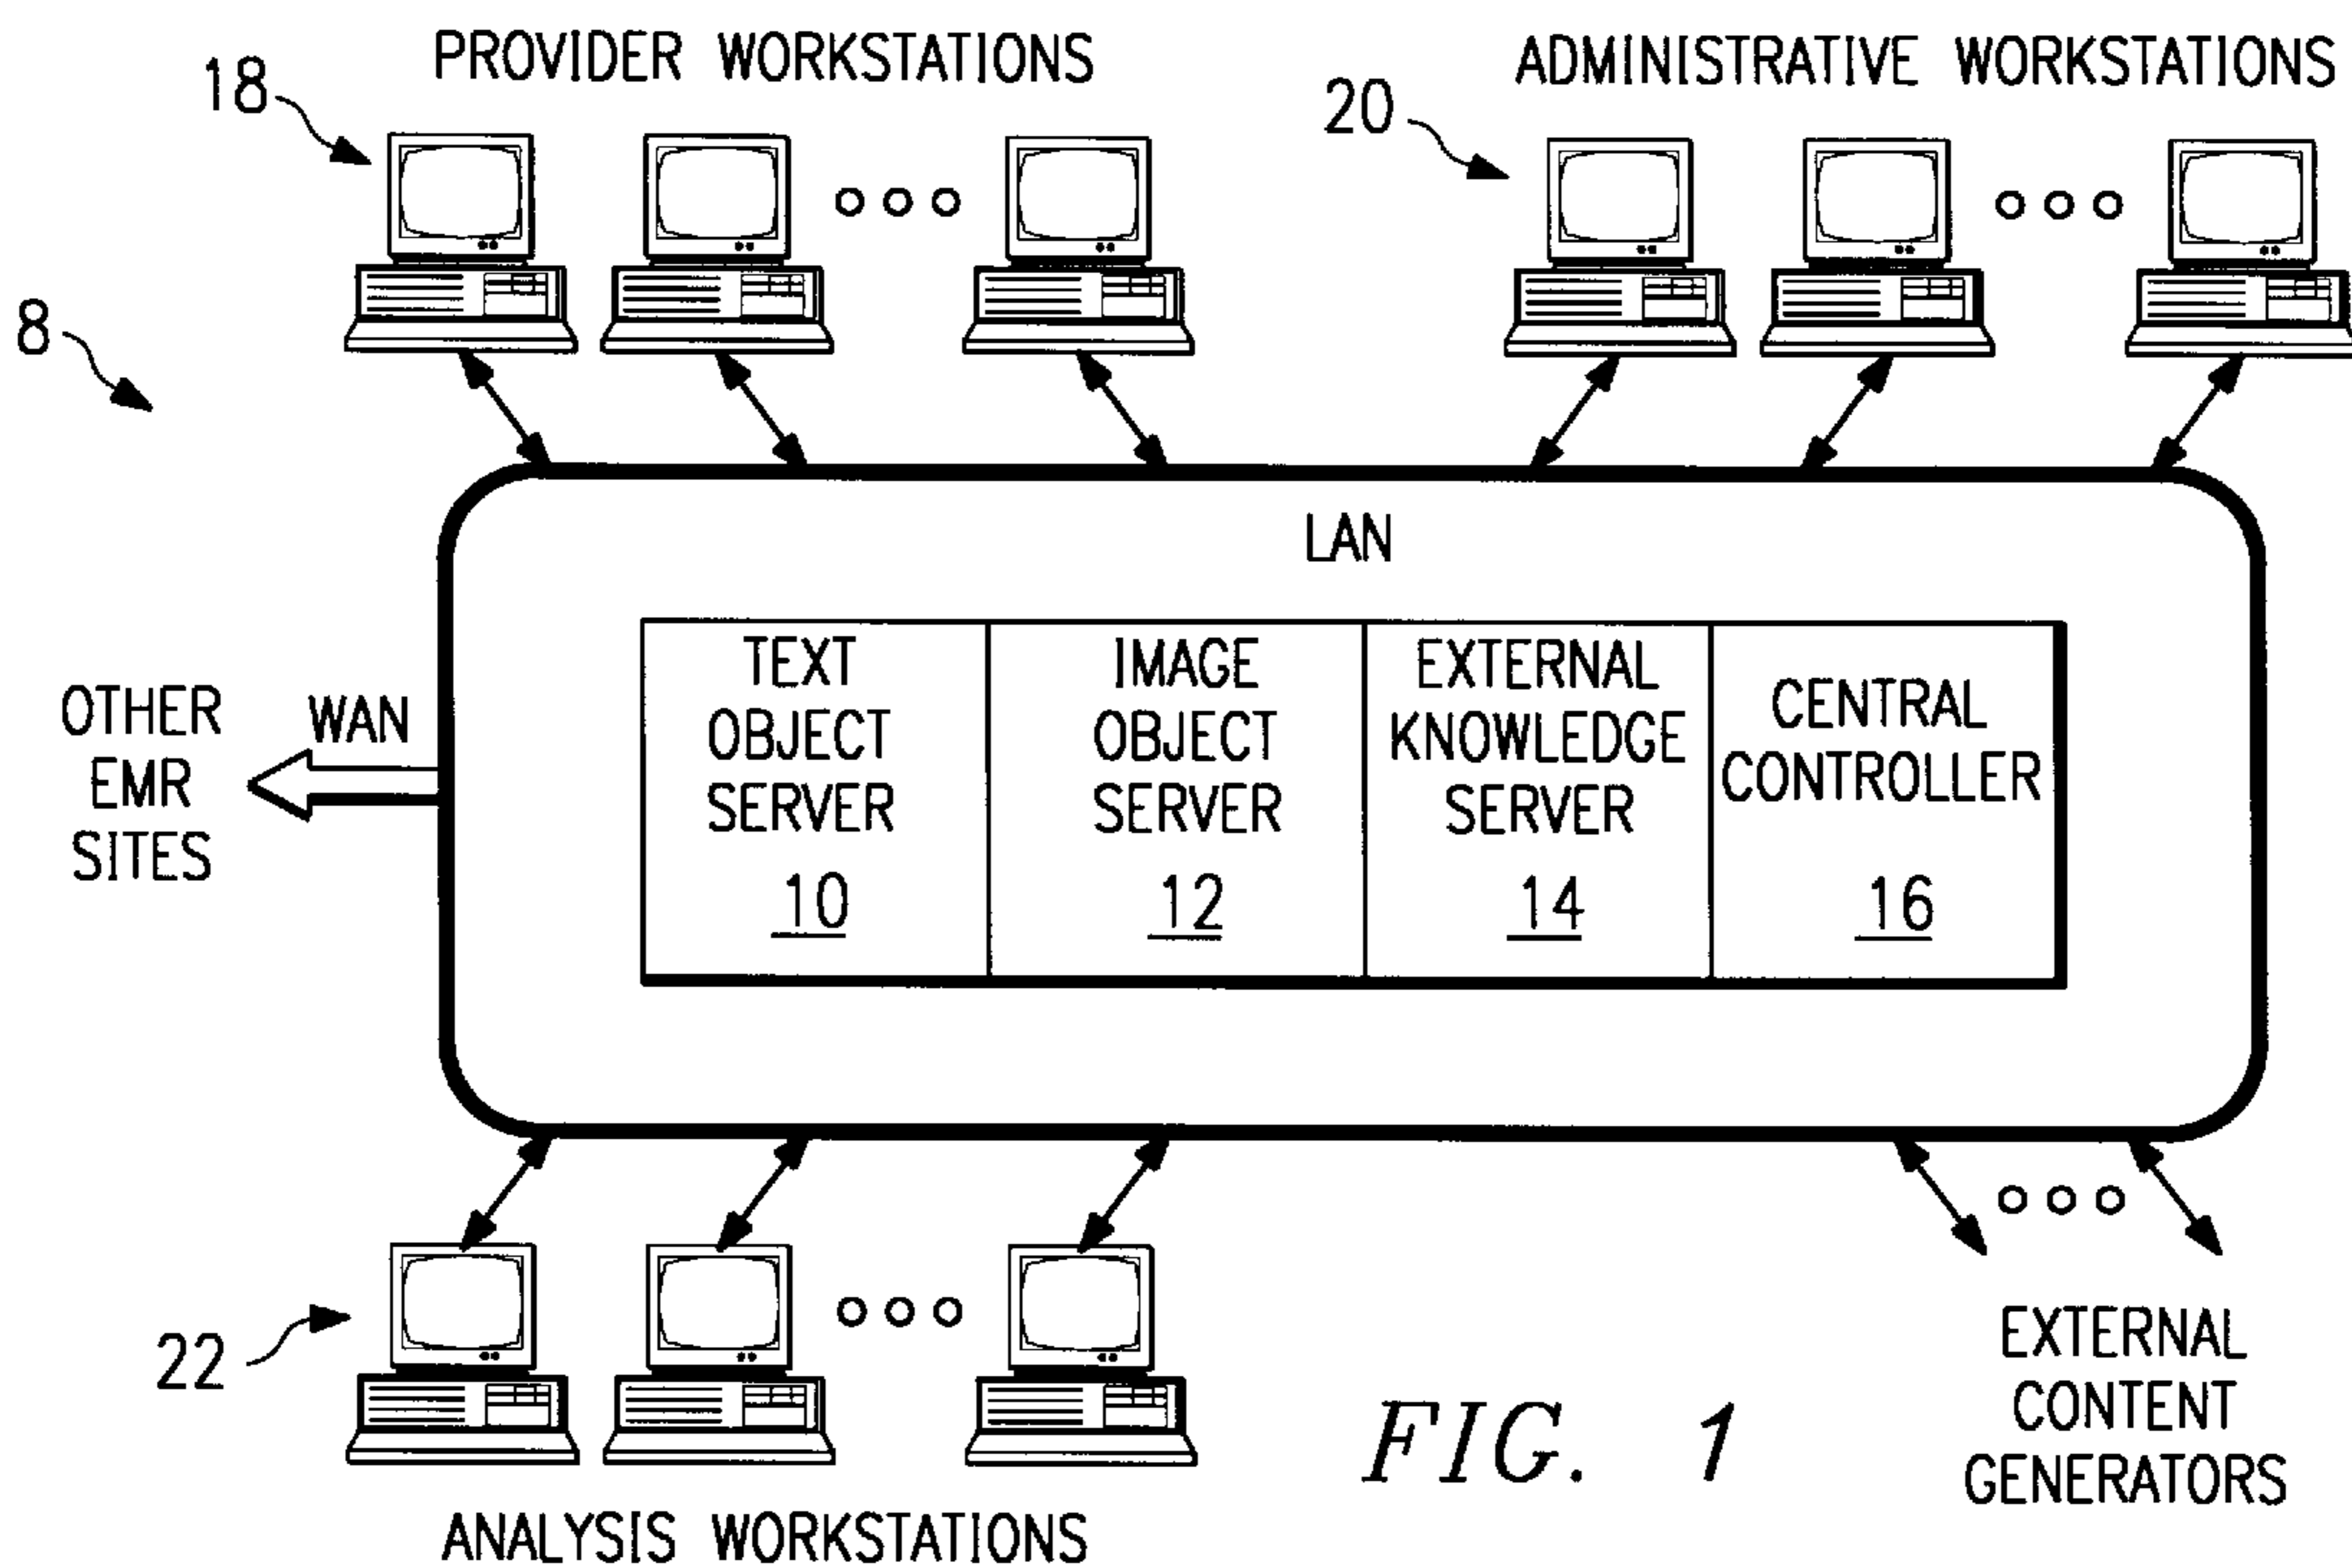 PROVIDER WORKSTATIONS
18
ADMINISTRATIVE WORKSTATIONS
20
8
LAN
TEXT
OBJECT
SERVER
10
IMAGE
OBJECT
SERVER
12
EXTERNAL
KNOWLEDGE
SERVER
14
CENTRAL
CONTROLLER
16
OTHER
EMR
SITES
WAN
22
ANALYSIS WORKSTATIONS
EXTERNAL
CONTENT
GENERATORS
FIG. 1